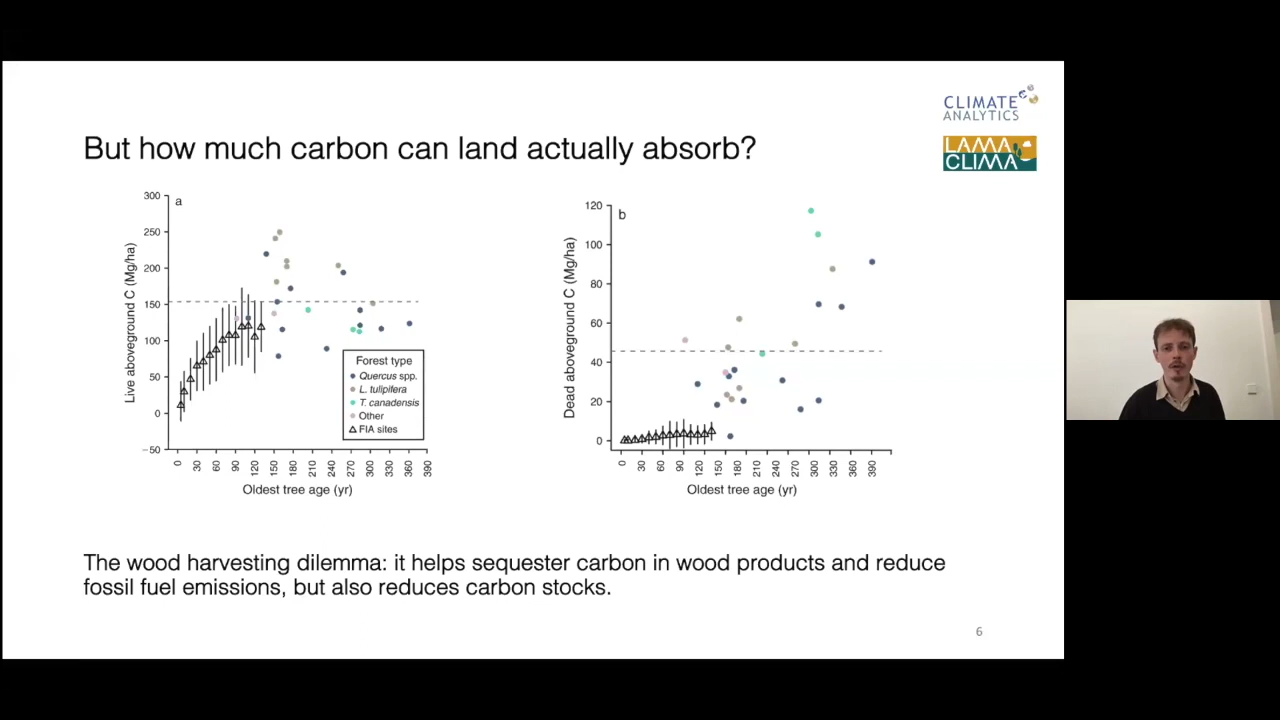 CLIMATE
ANALYTICS
LAMA
CLIMA
But how much carbon can land actually absorb?
a
300
250
200
150
100
50
0
−50
Live aboveground C (Mg/ha)
Forest type
Quercus spp.
L. tulipifera
T. canadensis
Other
FIA sites
0 30 60 90 120 150 180 210 240 270 300 330 360 390
Oldest tree age (yr)
b
120
100
80
60
40
20
0
Dead aboveground C (Mg/ha)
0 30 60 90 120 150 180 210 240 270 300 330 360 390
Oldest tree age (yr)
The wood harvesting dilemma: it helps sequester carbon in wood products and reduce
fossil fuel emissions, but also reduces carbon stocks.
6